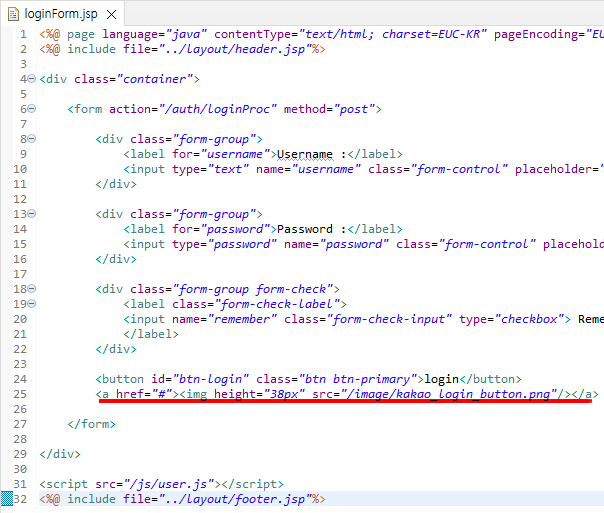 loginForm.jsp
1 <%@ page language="java" contentType="text/html; charset=EUC-KR" pageEncoding="EU
2 <%@ include file="../layout/header.jsp"%>
3
4 <div class="container">
5
6 <form action="/auth/loginProc" method="post">
7
8 <div class="form-group">
9 <label for="username">Username :</label>
10 <input type="text" name="username" class="form-control" placeholder="
11 </div>
12
13 <div class="form-group">
14 <label for="password">Password :</label>
15 <input type="password" name="password" class="form-control" placehold
16 </div>
17
18 <div class="form-group form-check">
19 <label class="form-check-label">
20 <input name="remember" class="form-check-input" type="checkbox"> Reme
21 </label>
22 </div>
23
24 <button id="btn-login" class="btn btn-primary">login</button>
25 <a href="#"><img height="38px" src="/image/kakao_login_button.png"/></a>
26
27 </form>
28
29 </div>
30
31 <script src="/js/user.js"></script>
32 <%@ include file="../layout/footer.jsp"%>